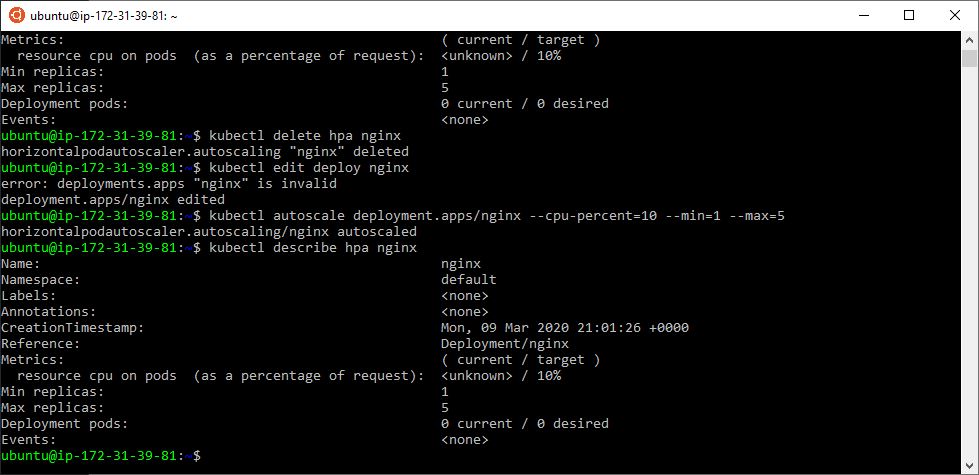 ubuntu@ip-172-31-39-81: ~
Metrics: ( current / target )
resource cpu on pods (as a percentage of request): <unknown> / 10%
Min replicas: 1
Max replicas: 5
Deployment pods: 0 current / 0 desired
Events: <none>
ubuntu@ip-172-31-39-81:~$ kubectl delete hpa nginx
horizontalpodautoscaler.autoscaling "nginx" deleted
ubuntu@ip-172-31-39-81:~$ kubectl edit deploy nginx
error: deployments.apps "nginx" is invalid
deployment.apps/nginx edited
ubuntu@ip-172-31-39-81:~$ kubectl autoscale deployment.apps/nginx --cpu-percent=10 --min=1 --max=5
horizontalpodautoscaler.autoscaling/nginx autoscaled
ubuntu@ip-172-31-39-81:~$ kubectl describe hpa nginx
Name: nginx
Namespace: default
Labels: <none>
Annotations: <none>
CreationTimestamp: Mon, 09 Mar 2020 21:01:26 +0000
Reference: Deployment/nginx
Metrics: ( current / target )
resource cpu on pods (as a percentage of request): <unknown> / 10%
Min replicas: 1
Max replicas: 5
Deployment pods: 0 current / 0 desired
Events: <none>
ubuntu@ip-172-31-39-81:~$